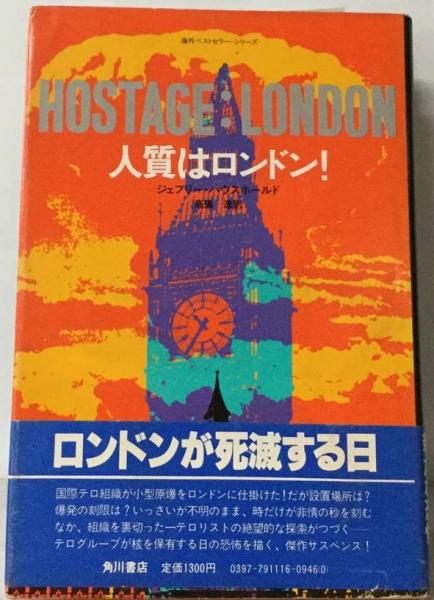 海外ベストセラー・シリーズ
HOSTAGE:LONDON
人質はロンドン!
ジェフリー・ハウスホールド
ロンドンが死滅する日
国際テロ組織が小型原爆をロンドンに仕掛けた!だが設置場所は?
爆発の刻限は?いっさいが不明のまま、時だけが非情の秒を刻む
なか、組織を裏切った一テロリストの絶望的な探索がつづく──
テログループが核を保有する日の恐怖を描く、傑作サスペンス!
角川書店 定価1300円 0397-791116-0946(0)